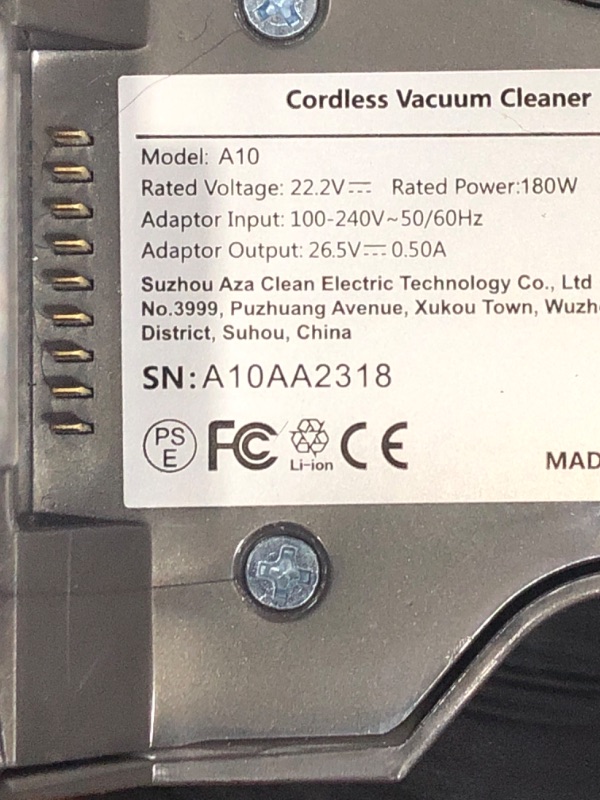 Cordless Vacuum Cleaner
Model: A10
Rated Voltage: 22.2V⎓ Rated Power:180W
Adaptor Input: 100-240V~50/60Hz
Adaptor Output: 26.5V⎓0.50A
Suzhou Aza Clean Electric Technology Co., Ltd
No.3999, Puzhuang Avenue, Xukou Town, Wuzh
District, Suhou, China
SN:A10AA2318
PS
E
FC
Li-ion
CE
MAD